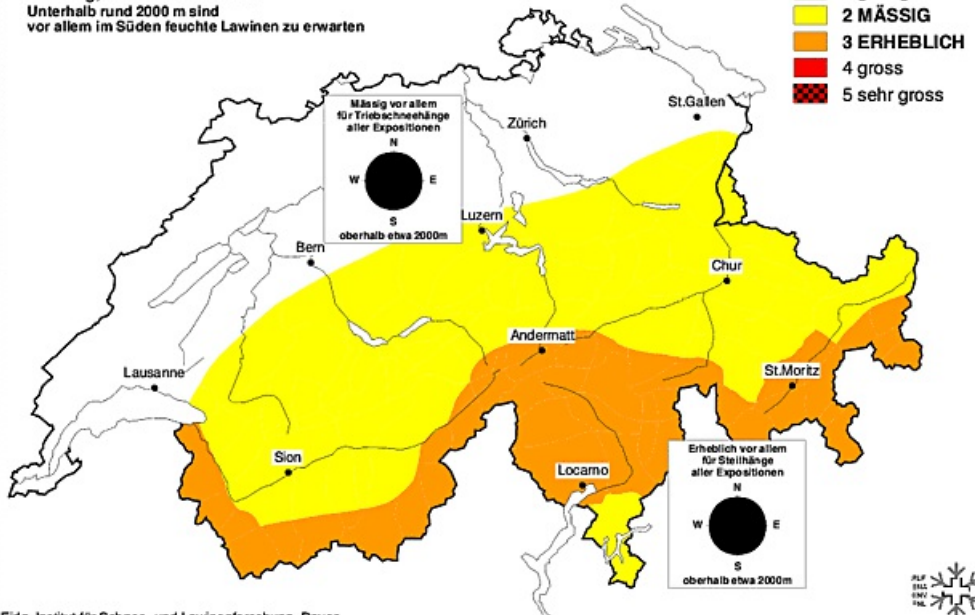 Unterhalb rund 2000 m sind
vor allem im Süden feuchte Lawinen zu erwarten
2 MÄSSIG
3 ERHEBLICH
4 gross
5 sehr gross
Mässig vor allem
für Triebschneehänge
aller Expositionen
N
W E
S
oberhalb etwa 2000m
St.Gallen
Zürich
Luzern
Bern
Chur
Andermatt
Lausanne
St.Moritz
Sion
Locarno
Erheblich vor allem
für Steilhänge
aller Expositionen
N
W E
S
oberhalb etwa 2000m